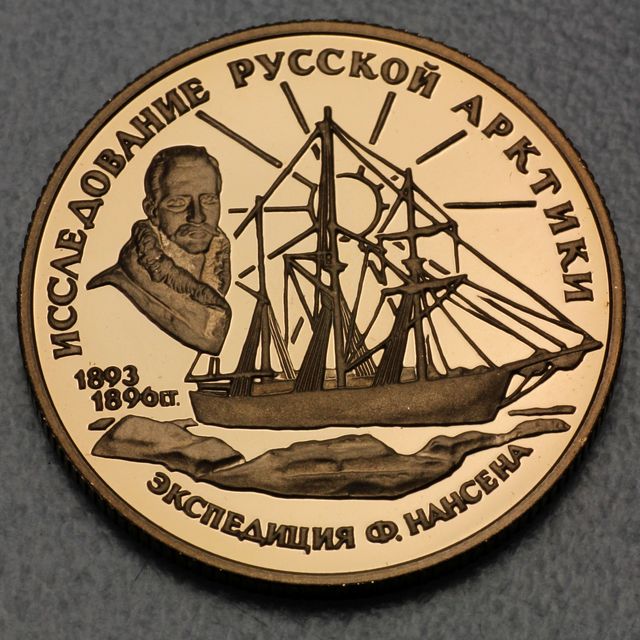 ИССЛЕДОВАНИЕ РУССКОЙ АРКТИКИ
1893
1896гг.
ЭКСПЕДИЦИЯ Ф. НАНСЕНА